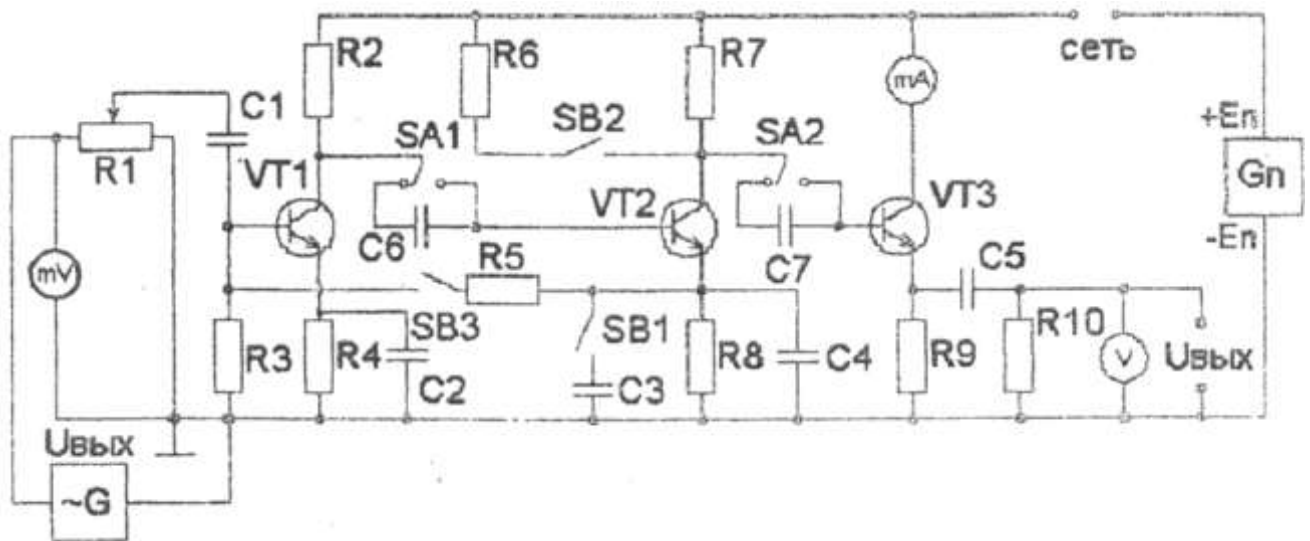 R2
R6
R7
сеть
mA
C1
SA1
SB2
SA2
+Eп
R1
VT1
VT2
VT3
Gп
-Eп
C6
R5
C7
C5
mV
SB3
SB1
R10
R3
R4
R8
C4
R9
V
Uвых
C2
C3
Uвых
~G